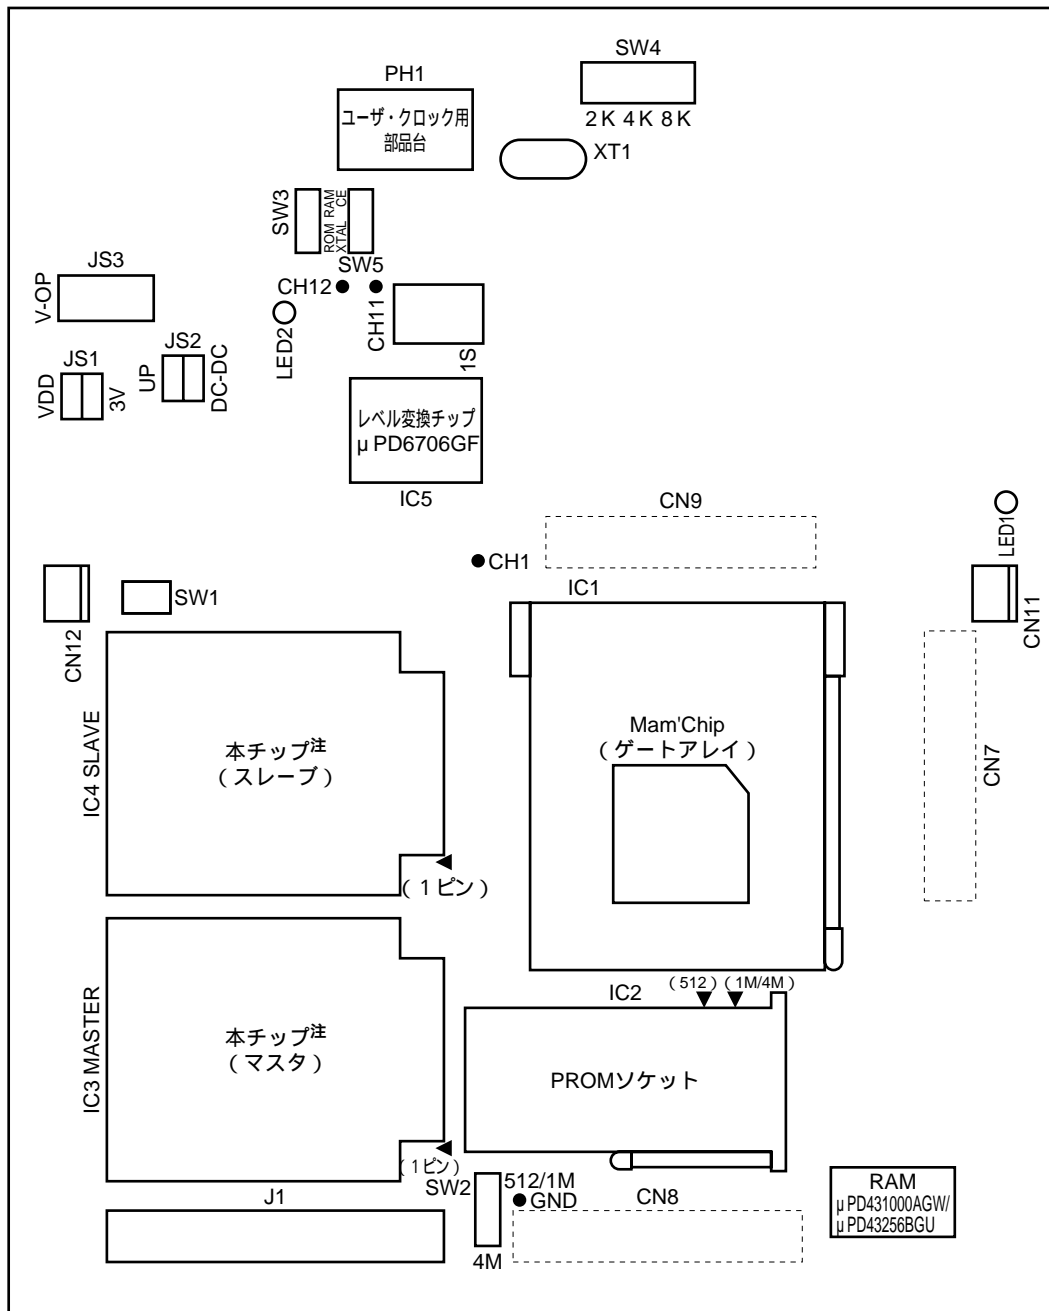 SW4
2K 4K 8K
PH1
ユーザ・クロック用
部品台
XT1
SW3
ROM RAM
XTAL CE
SW5
CH12
CH11
LED2
1S
JS3
V-OP
JS2
UP
DC-DC
JS1
VDD
3V
レベル変換チップ
μPD6706GF
IC5
CN9
LED1
CH1
IC1
CN11
CN12
SW1
IC4 SLAVE
本チップ注
(スレーブ)
(1ピン)
Mam'Chip
(ゲートアレイ)
CN7
IC3 MASTER
本チップ注
(マスタ)
(1ピン)
IC2
(512)
(1M/4M)
PROMソケット
J1
SW2
512/1M
GND
4M
CN8
RAM
μPD431000AGW/
μPD43256BGU